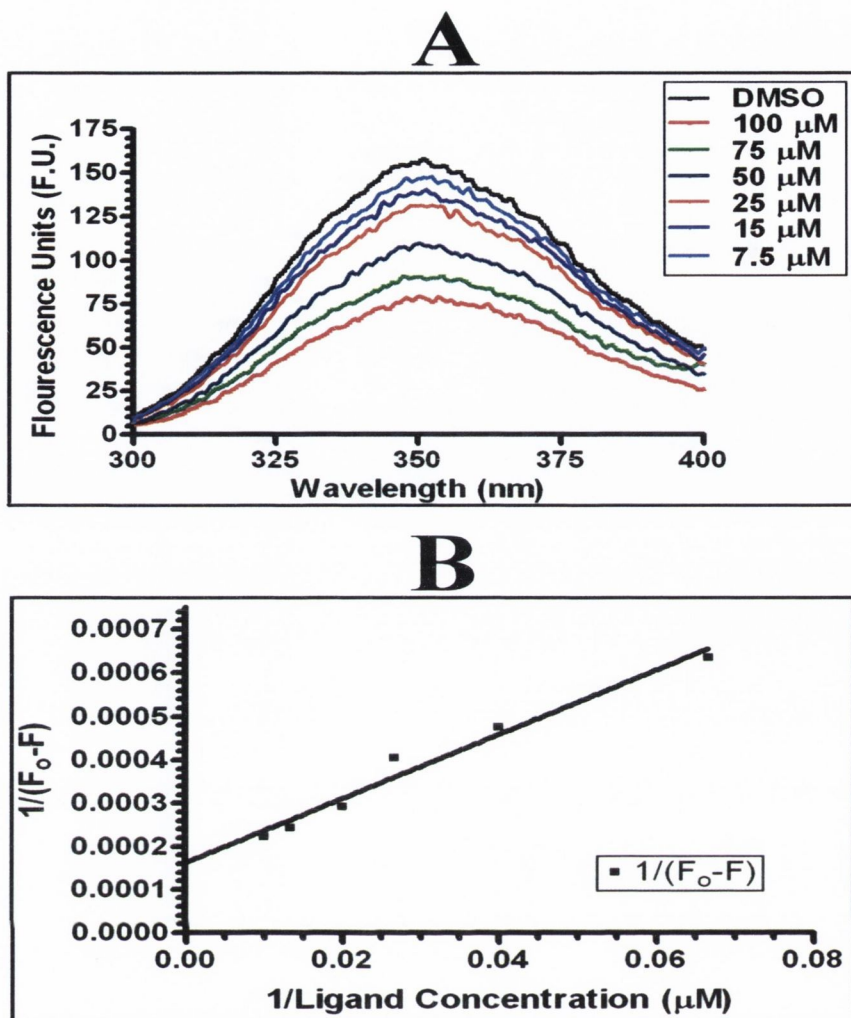 A
DMSO
100 μM
75 μM
50 μM
25 μM
15 μM
7.5 μM
175
150
125
100
75
50
25
0
Flourescence Units (F.U.)
300
325
350
375
400
Wavelength (nm)
B
0.0007
0.0006
0.0005
0.0004
0.0003
0.0002
0.0001
0.0000
1/(Fo-F)
1/(Fo-F)
0.00
0.02
0.04
0.06
0.08
1/Ligand Concentration (μM)